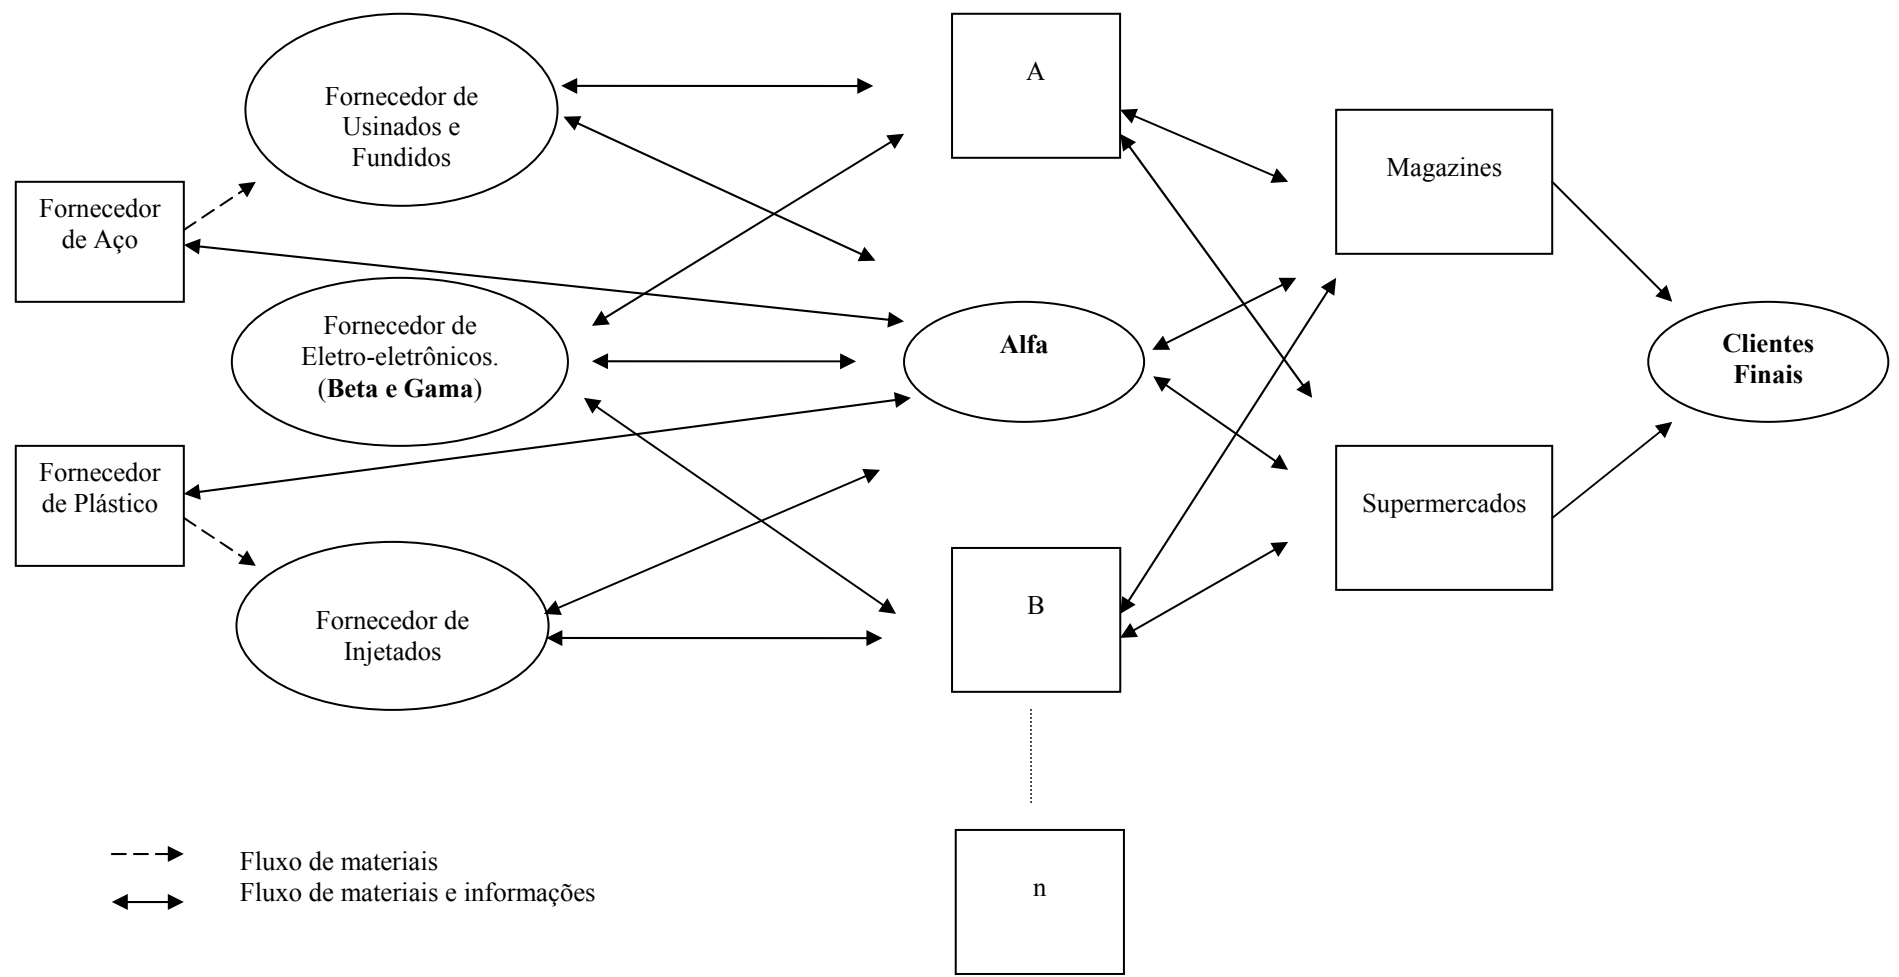 Fornecedor
de Aço
Fornecedor
de Plástico
Fornecedor de
Usinados e
Fundidos
Fornecedor de
Eletro-eletrônicos.
(Beta e Gama)
Fornecedor de
Injetados
A
Alfa
B
n
Magazines
Supermercados
Clientes
Finais
Fluxo de materiais
Fluxo de materiais e informações